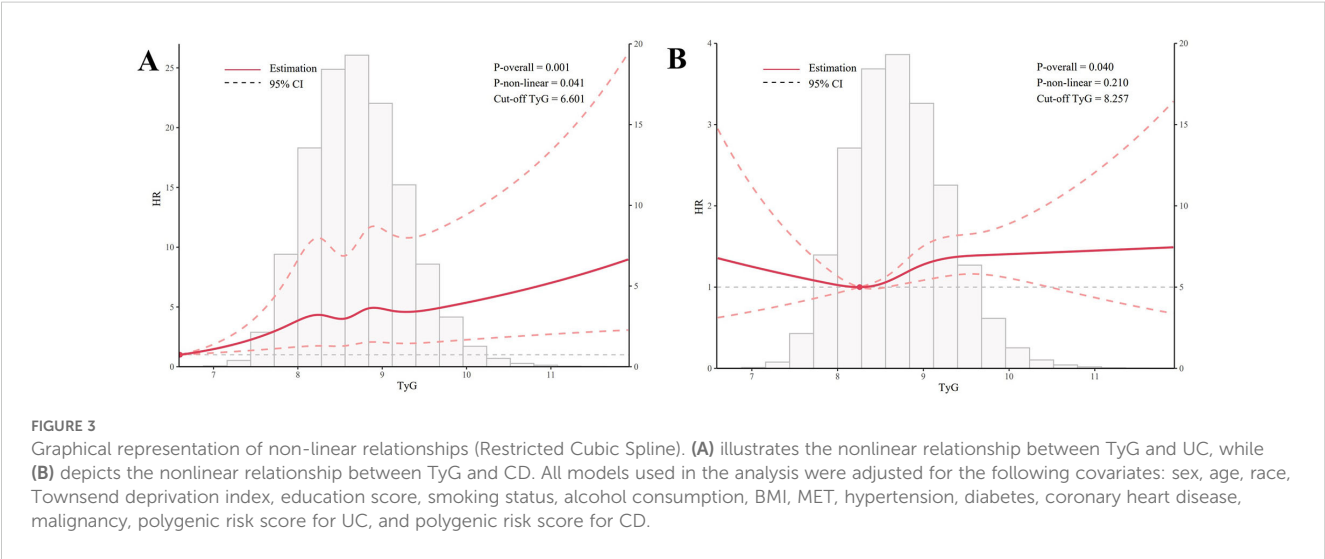 A
Estimation
95% CI
P-overall = 0.001
P-non-linear = 0.041
Cut-off TyG = 6.601
25
20
15
10
5
0
HR
20
15
10
5
0
7
8
9
10
11
TyG
B
Estimation
95% CI
P-overall = 0.040
P-non-linear = 0.210
Cut-off TyG = 8.257
4
3
2
1
0
HR
20
15
10
5
0
7
8
9
10
11
TyG
FIGURE 3
Graphical representation of non-linear relationships (Restricted Cubic Spline). (A) illustrates the nonlinear relationship between TyG and UC, while
(B) depicts the nonlinear relationship between TyG and CD. All models used in the analysis were adjusted for the following covariates: sex, age, race,
Townsend deprivation index, education score, smoking status, alcohol consumption, BMI, MET, hypertension, diabetes, coronary heart disease,
malignancy, polygenic risk score for UC, and polygenic risk score for CD.